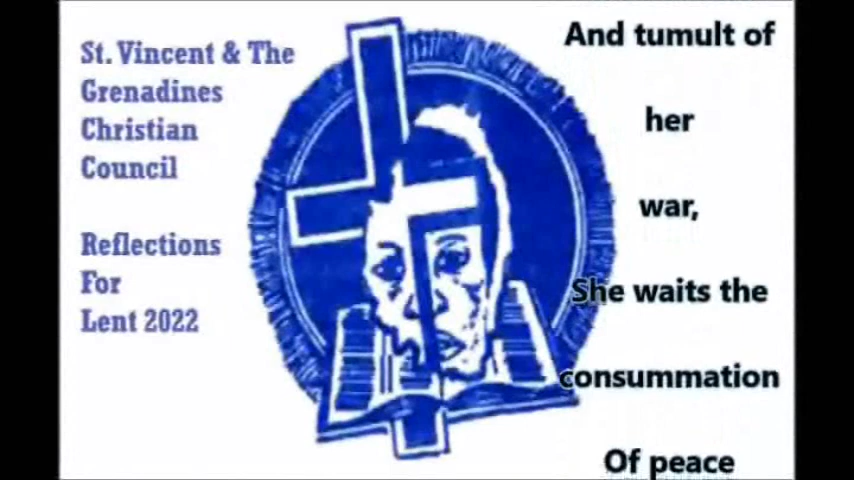 St. Vincent & The
Grenadines
Christian
Council
Reflections
For
Lent 2022
And tumult of
her
war,
She waits the
consummation
Of peace